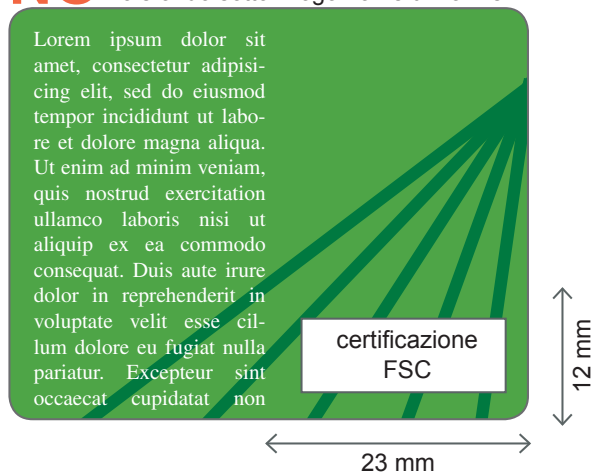 Lorem ipsum dolor sit
amet, consectetur adipisi-
cing elit, sed do eiusmod
tempor incididunt ut labo-
re et dolore magna aliqua.
Ut enim ad minim veniam,
quis nostrud exercitation
ullamco laboris nisi ut
aliquip ex ea commodo
consequat. Duis aute irure
dolor in reprehenderit in
voluptate velit esse cil-
lum dolore eu fugiat nulla
pariatur. Excepteur sint
occaecat cupidatat non
certificazione
FSC
12 mm
23 mm